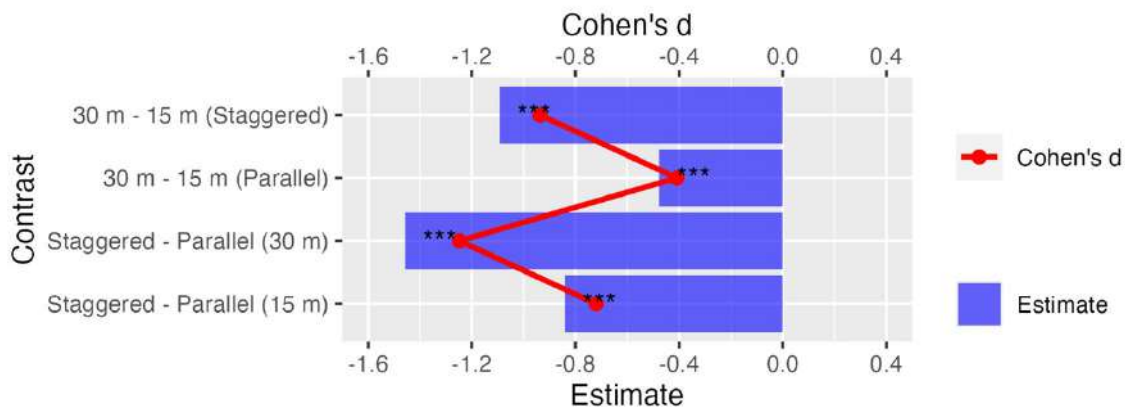 Cohen's d
-1.6 -1.2 -0.8 -0.4 0.0 0.4
30 m - 15 m (Staggered)
***
30 m - 15 m (Parallel)
***
Staggered - Parallel (30 m)
***
Staggered - Parallel (15 m)
***
Contrast
-1.6 -1.2 -0.8 -0.4 0.0 0.4
Estimate
Cohen's d
Estimate